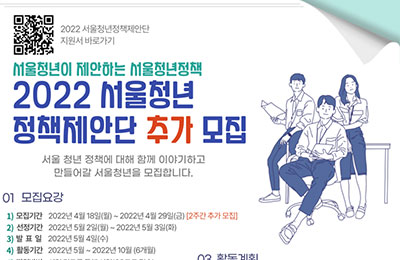 2022 서울청년정책제안단
지원서 바로가기
서울청년이 제안하는 서울청년정책
2022 서울청년
정책제안단 추가 모집
서울 청년 정책에 대해 함께 이야기하고
만들어갈 서울청년을 모집합니다.
01 모집요강
1) 모집기간 2022년 4월 18일(월) ~ 2022년 4월 29일(금) [2주간 추가 모집]
2) 선정기간 2022년 5월 2일(월) ~ 2022년 5월 3일(화)
3) 발 표 일 2022년 5월 4일(수)
4) 활동기간 2022년 5월 ~ 2022년 10월 (6개월)
03 활동계획